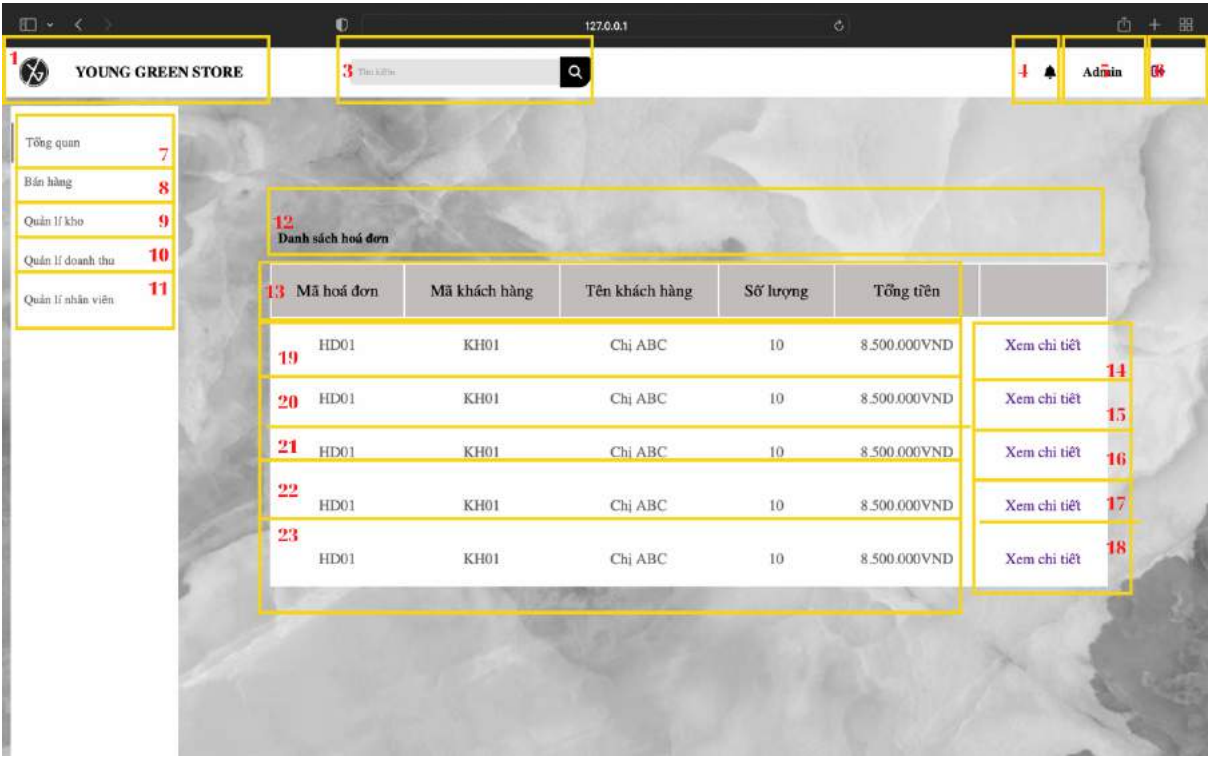 127.0.0.1
1 YOUNG GREEN STORE
3 Tìm kiếm
4
Admin 5
6
Tổng quan 7
Bán hàng 8
Quản lí kho 9
Quản lí doanh thu 10
Quản lí nhân viên 11
12
Danh sách hoá đơn
13 Mã hoá đơn Mã khách hàng Tên khách hàng Số lượng Tổng tiền
19 HD01 KH01 Chị ABC 10 8.500.000VND Xem chi tiết 14
20 HD01 KH01 Chị ABC 10 8.500.000VND Xem chi tiết 15
21 HD01 KH01 Chị ABC 10 8.500.000VND Xem chi tiết 16
22 HD01 KH01 Chị ABC 10 8.500.000VND Xem chi tiết 17
23 HD01 KH01 Chị ABC 10 8.500.000VND Xem chi tiết 18